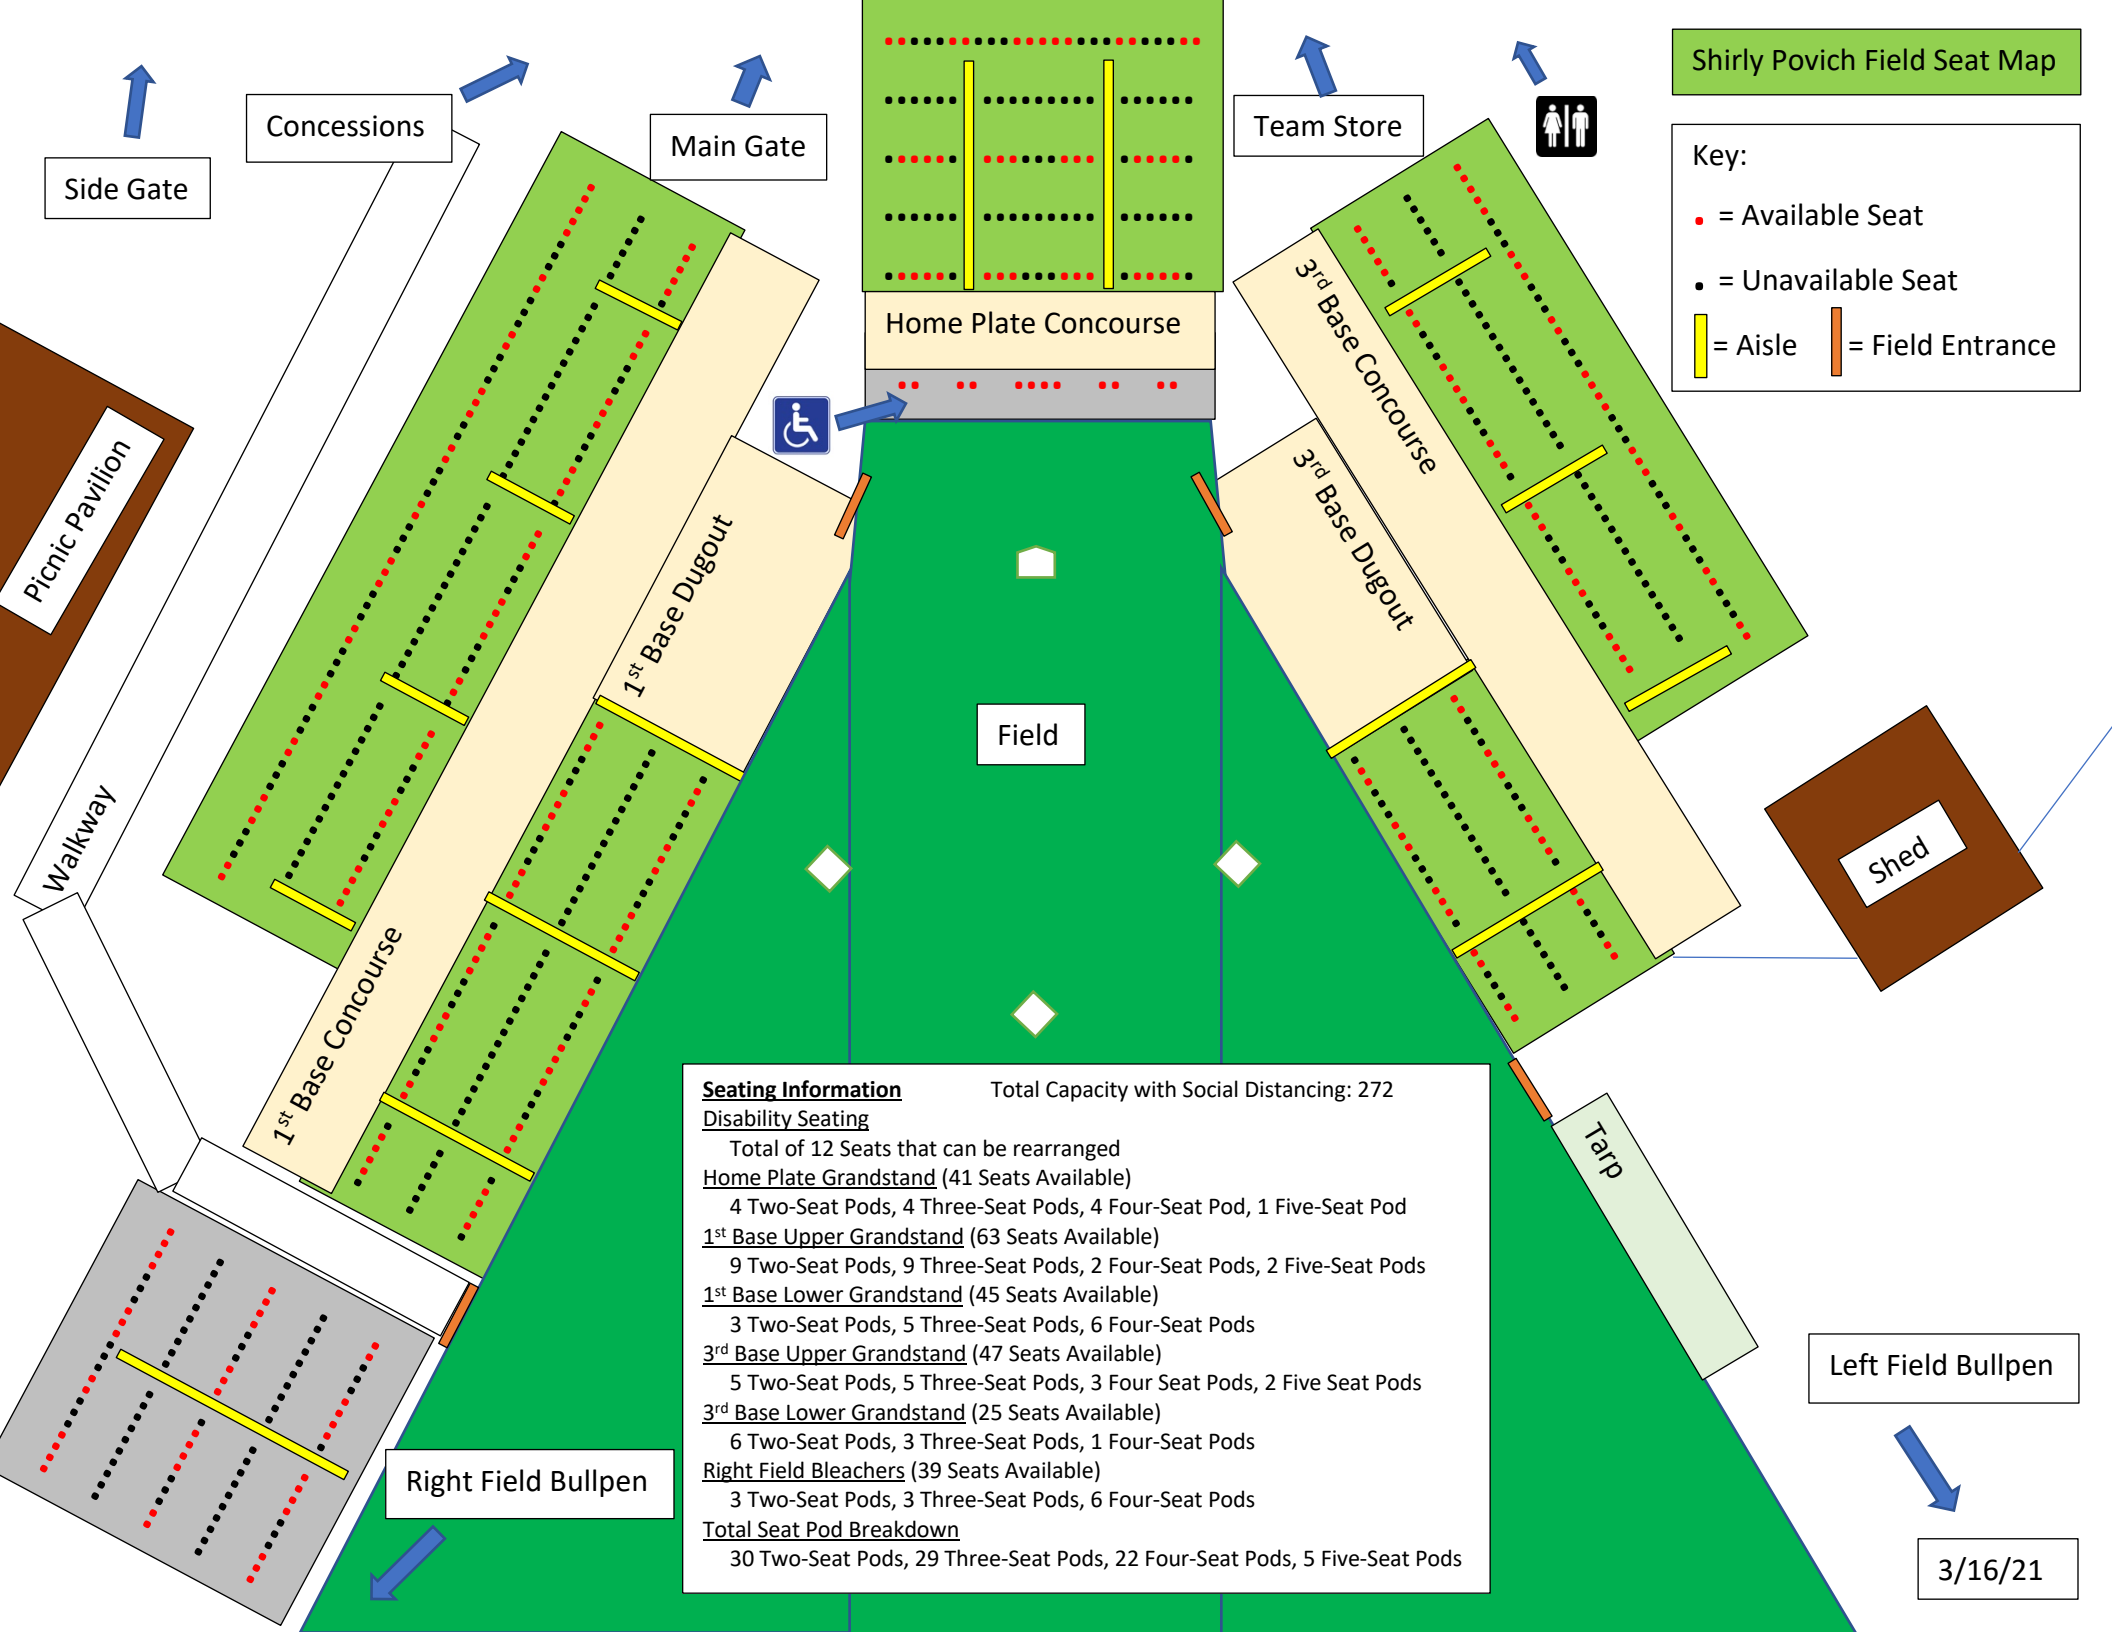 Shirly Povich Field Seat Map
Key:
= Available Seat
= Unavailable Seat
= Aisle
= Field Entrance
Side Gate
Concessions
Main Gate
Team Store
Home Plate Concourse
3rd Base Concourse
3rd Base Dugout
1st Base Dugout
1st Base Concourse
Picnic Pavilion
Walkway
Field
Shed
Tarp
Left Field Bullpen
Right Field Bullpen
Seating Information Total Capacity with Social Distancing: 272
Disability Seating
Total of 12 Seats that can be rearranged
Home Plate Grandstand (41 Seats Available)
4 Two-Seat Pods, 4 Three-Seat Pods, 4 Four-Seat Pod, 1 Five-Seat Pod
1st Base Upper Grandstand (63 Seats Available)
9 Two-Seat Pods, 9 Three-Seat Pods, 2 Four-Seat Pods, 2 Five-Seat Pods
1st Base Lower Grandstand (45 Seats Available)
3 Two-Seat Pods, 5 Three-Seat Pods, 6 Four-Seat Pods
3rd Base Upper Grandstand (47 Seats Available)
5 Two-Seat Pods, 5 Three-Seat Pods, 3 Four Seat Pods, 2 Five Seat Pods
3rd Base Lower Grandstand (25 Seats Available)
6 Two-Seat Pods, 3 Three-Seat Pods, 1 Four-Seat Pods
Right Field Bleachers (39 Seats Available)
3 Two-Seat Pods, 3 Three-Seat Pods, 6 Four-Seat Pods
Total Seat Pod Breakdown
30 Two-Seat Pods, 29 Three-Seat Pods, 22 Four-Seat Pods, 5 Five-Seat Pods
3/16/21